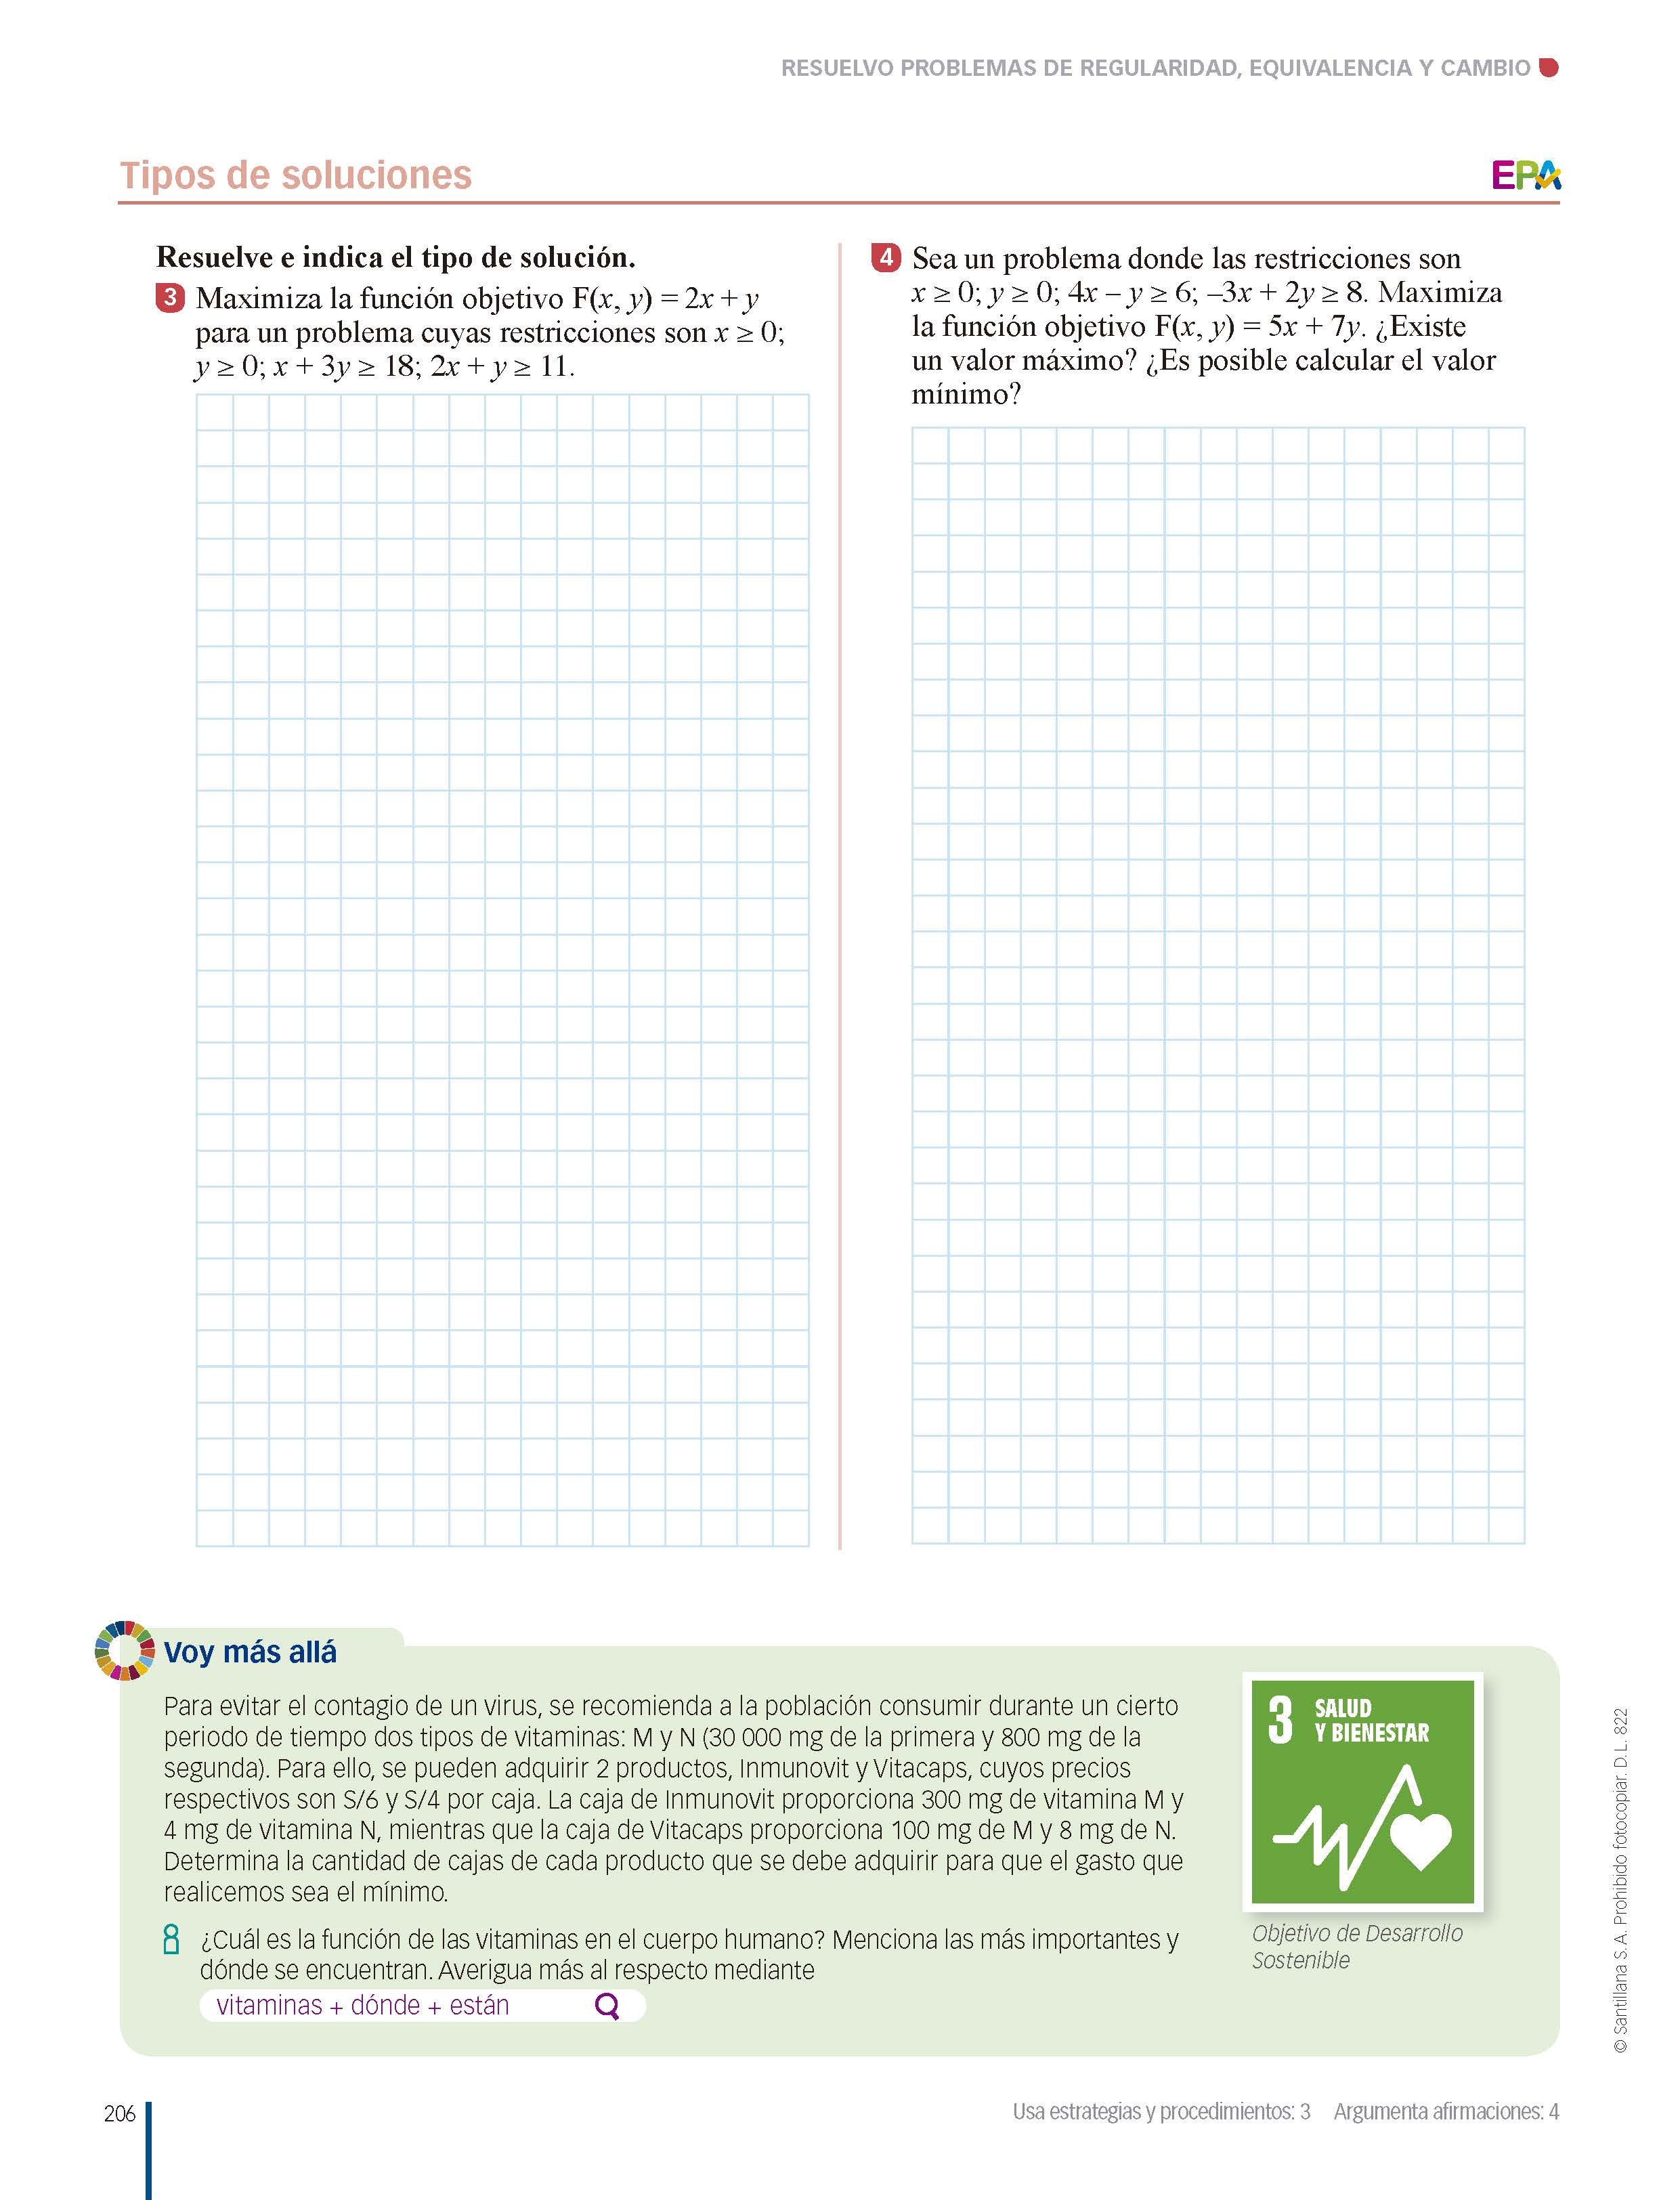 RESUELVO PROBLEMAS DE REGULARIDAD, EQUIVALENCIA Y CAMBIO
Tipos de soluciones
EPA
Resuelve e indica el tipo de solución.
3 Maximiza la función objetivo F(x, y) = 2x + y
para un problema cuyas restricciones son x ≥ 0;
y ≥ 0; x + 3y ≥ 18; 2x + y ≥ 11.
4 Sea un problema donde las restricciones son
x ≥ 0; y ≥ 0; 4x – y ≥ 6; –3x + 2y ≥ 8. Maximiza
la función objetivo F(x, y) = 5x + 7y. ¿Existe
un valor máximo? ¿Es posible calcular el valor
mínimo?
Voy más allá
Para evitar el contagio de un virus, se recomienda a la población consumir durante un cierto
periodo de tiempo dos tipos de vitaminas: M y N (30 000 mg de la primera y 800 mg de la
segunda). Para ello, se pueden adquirir 2 productos, Inmunovit y Vitacaps, cuyos precios
respectivos son S/6 y S/4 por caja. La caja de Inmunovit proporciona 300 mg de vitamina M y
4 mg de vitamina N, mientras que la caja de Vitacaps proporciona 100 mg de M y 8 mg de N.
Determina la cantidad de cajas de cada producto que se debe adquirir para que el gasto que
realicemos sea el mínimo.
¿Cuál es la función de las vitaminas en el cuerpo humano? Menciona las más importantes y
dónde se encuentran. Averigua más al respecto mediante
vitaminas + dónde + están
3 SALUD
Y BIENESTAR
Objetivo de Desarrollo
Sostenible
© Santillana S. A. Prohibido fotocopiar. D. L. 822
206
Usa estrategias y procedimientos: 3 Argumenta afirmaciones: 4